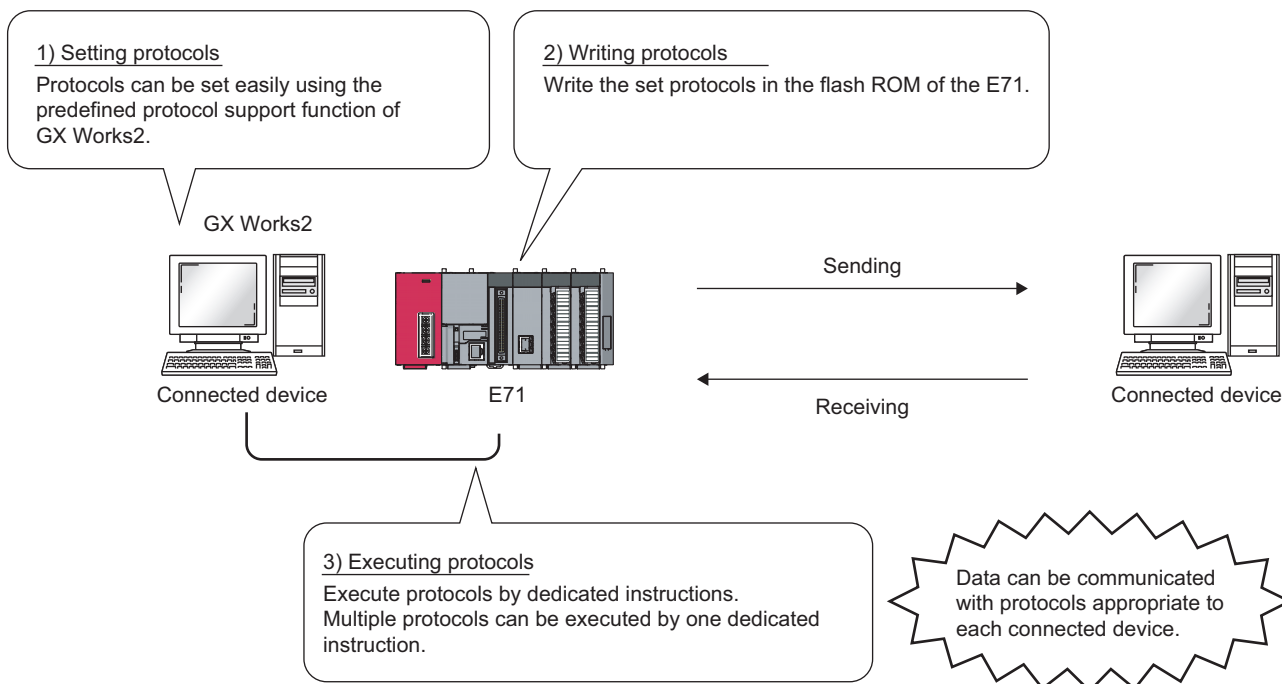 1) Setting protocols
Protocols can be set easily using the
predefined protocol support function of
GX Works2.
2) Writing protocols
Write the set protocols in the flash ROM of the E71.
GX Works2
Sending
Connected device
E71
Receiving
Connected device
3) Executing protocols
Execute protocols by dedicated instructions.
Multiple protocols can be executed by one dedicated
instruction.
Data can be communicated
with protocols appropriate to
each connected device.